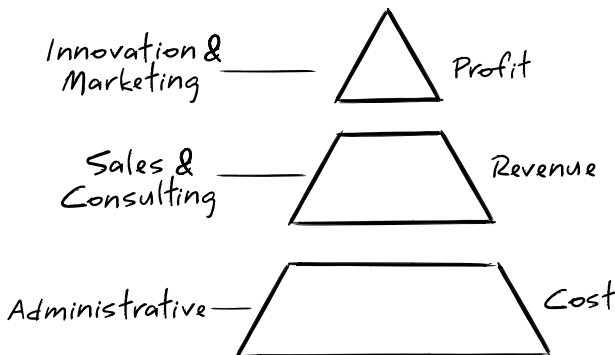 Innovation &
Marketing
Profit
Sales &
Consulting
Revenue
Administrative
Cost